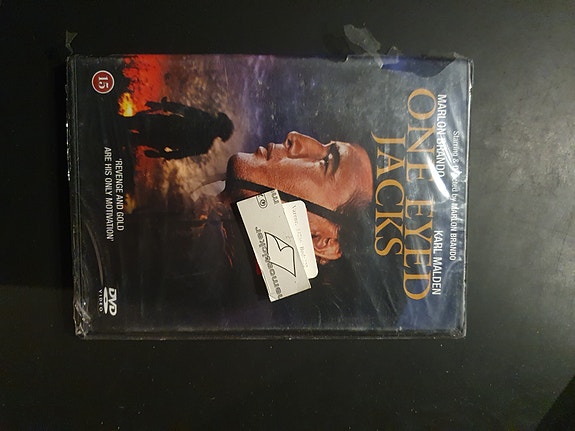 Starring & Directed by MARLON BRANDO
MARLON BRANDO KARL MALDEN
ONE EYED
JACKS
'REVENGE AND GOLD
ARE HIS ONLY MOTIVATION'
15
DVD
VIDEO